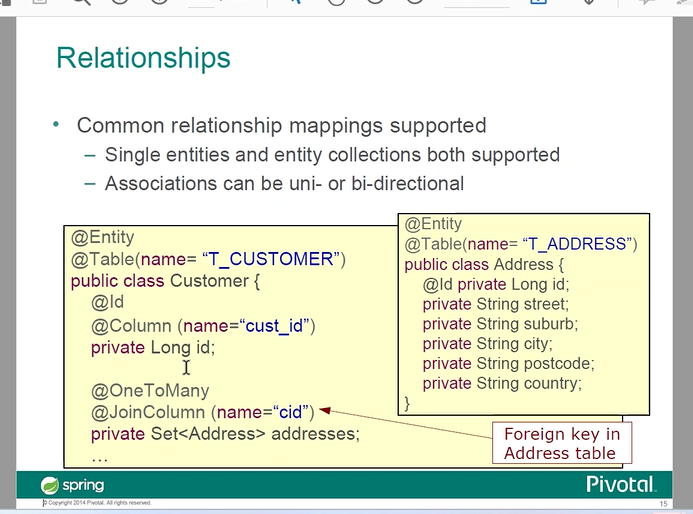 Relationships
• Common relationship mappings supported
– Single entities and entity collections both supported
– Associations can be uni- or bi-directional
@Entity
@Table(name= “T_CUSTOMER”)
public class Customer {
@Id
@Column (name=“cust_id”)
private Long id;
@OneToMany
@JoinColumn (name=“cid”)
private Set<Address> addresses;
…
@Entity
@Table(name= “T_ADDRESS”)
public class Address {
@Id private Long id;
private String street;
private String suburb;
private String city;
private String postcode;
private String country;
}
Foreign key in
Address table
spring
Pivotal
© Copyright 2014 Pivotal. All rights reserved.
15